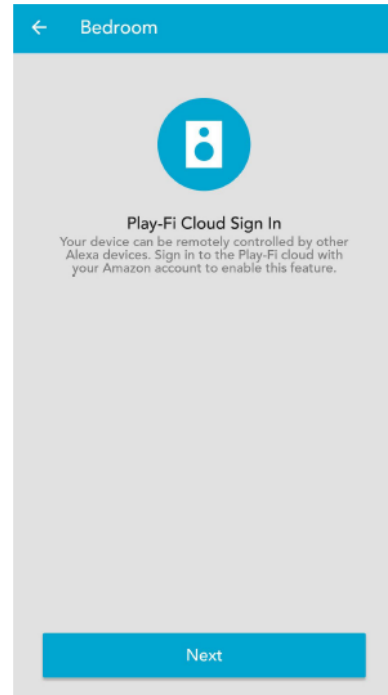 Bedroom
Play-Fi Cloud Sign In
Your device can be remotely controlled by other
Alexa devices. Sign in to the Play-Fi cloud with
your Amazon account to enable this feature.
Next